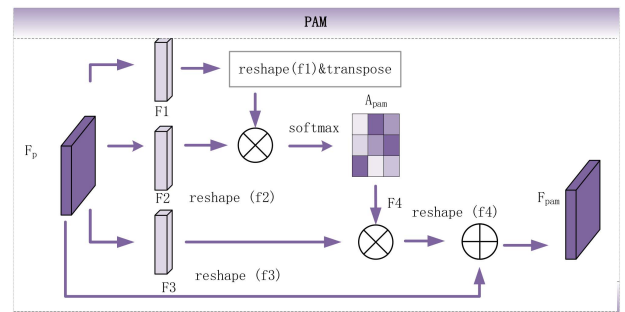 PAM
reshape(f1)&transpose
F1
A_pam
softmax
F_p
F2
reshape (f2)
F4
reshape (f4)
F_pam
F3
reshape (f3)